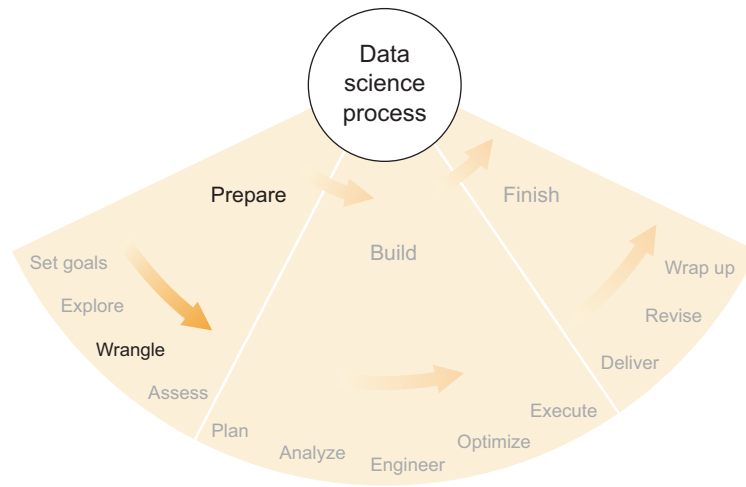 Data
science
process
Prepare
Finish
Build
Set goals
Explore
Wrangle
Assess
Plan
Analyze
Engineer
Optimize
Execute
Deliver
Revise
Wrap up